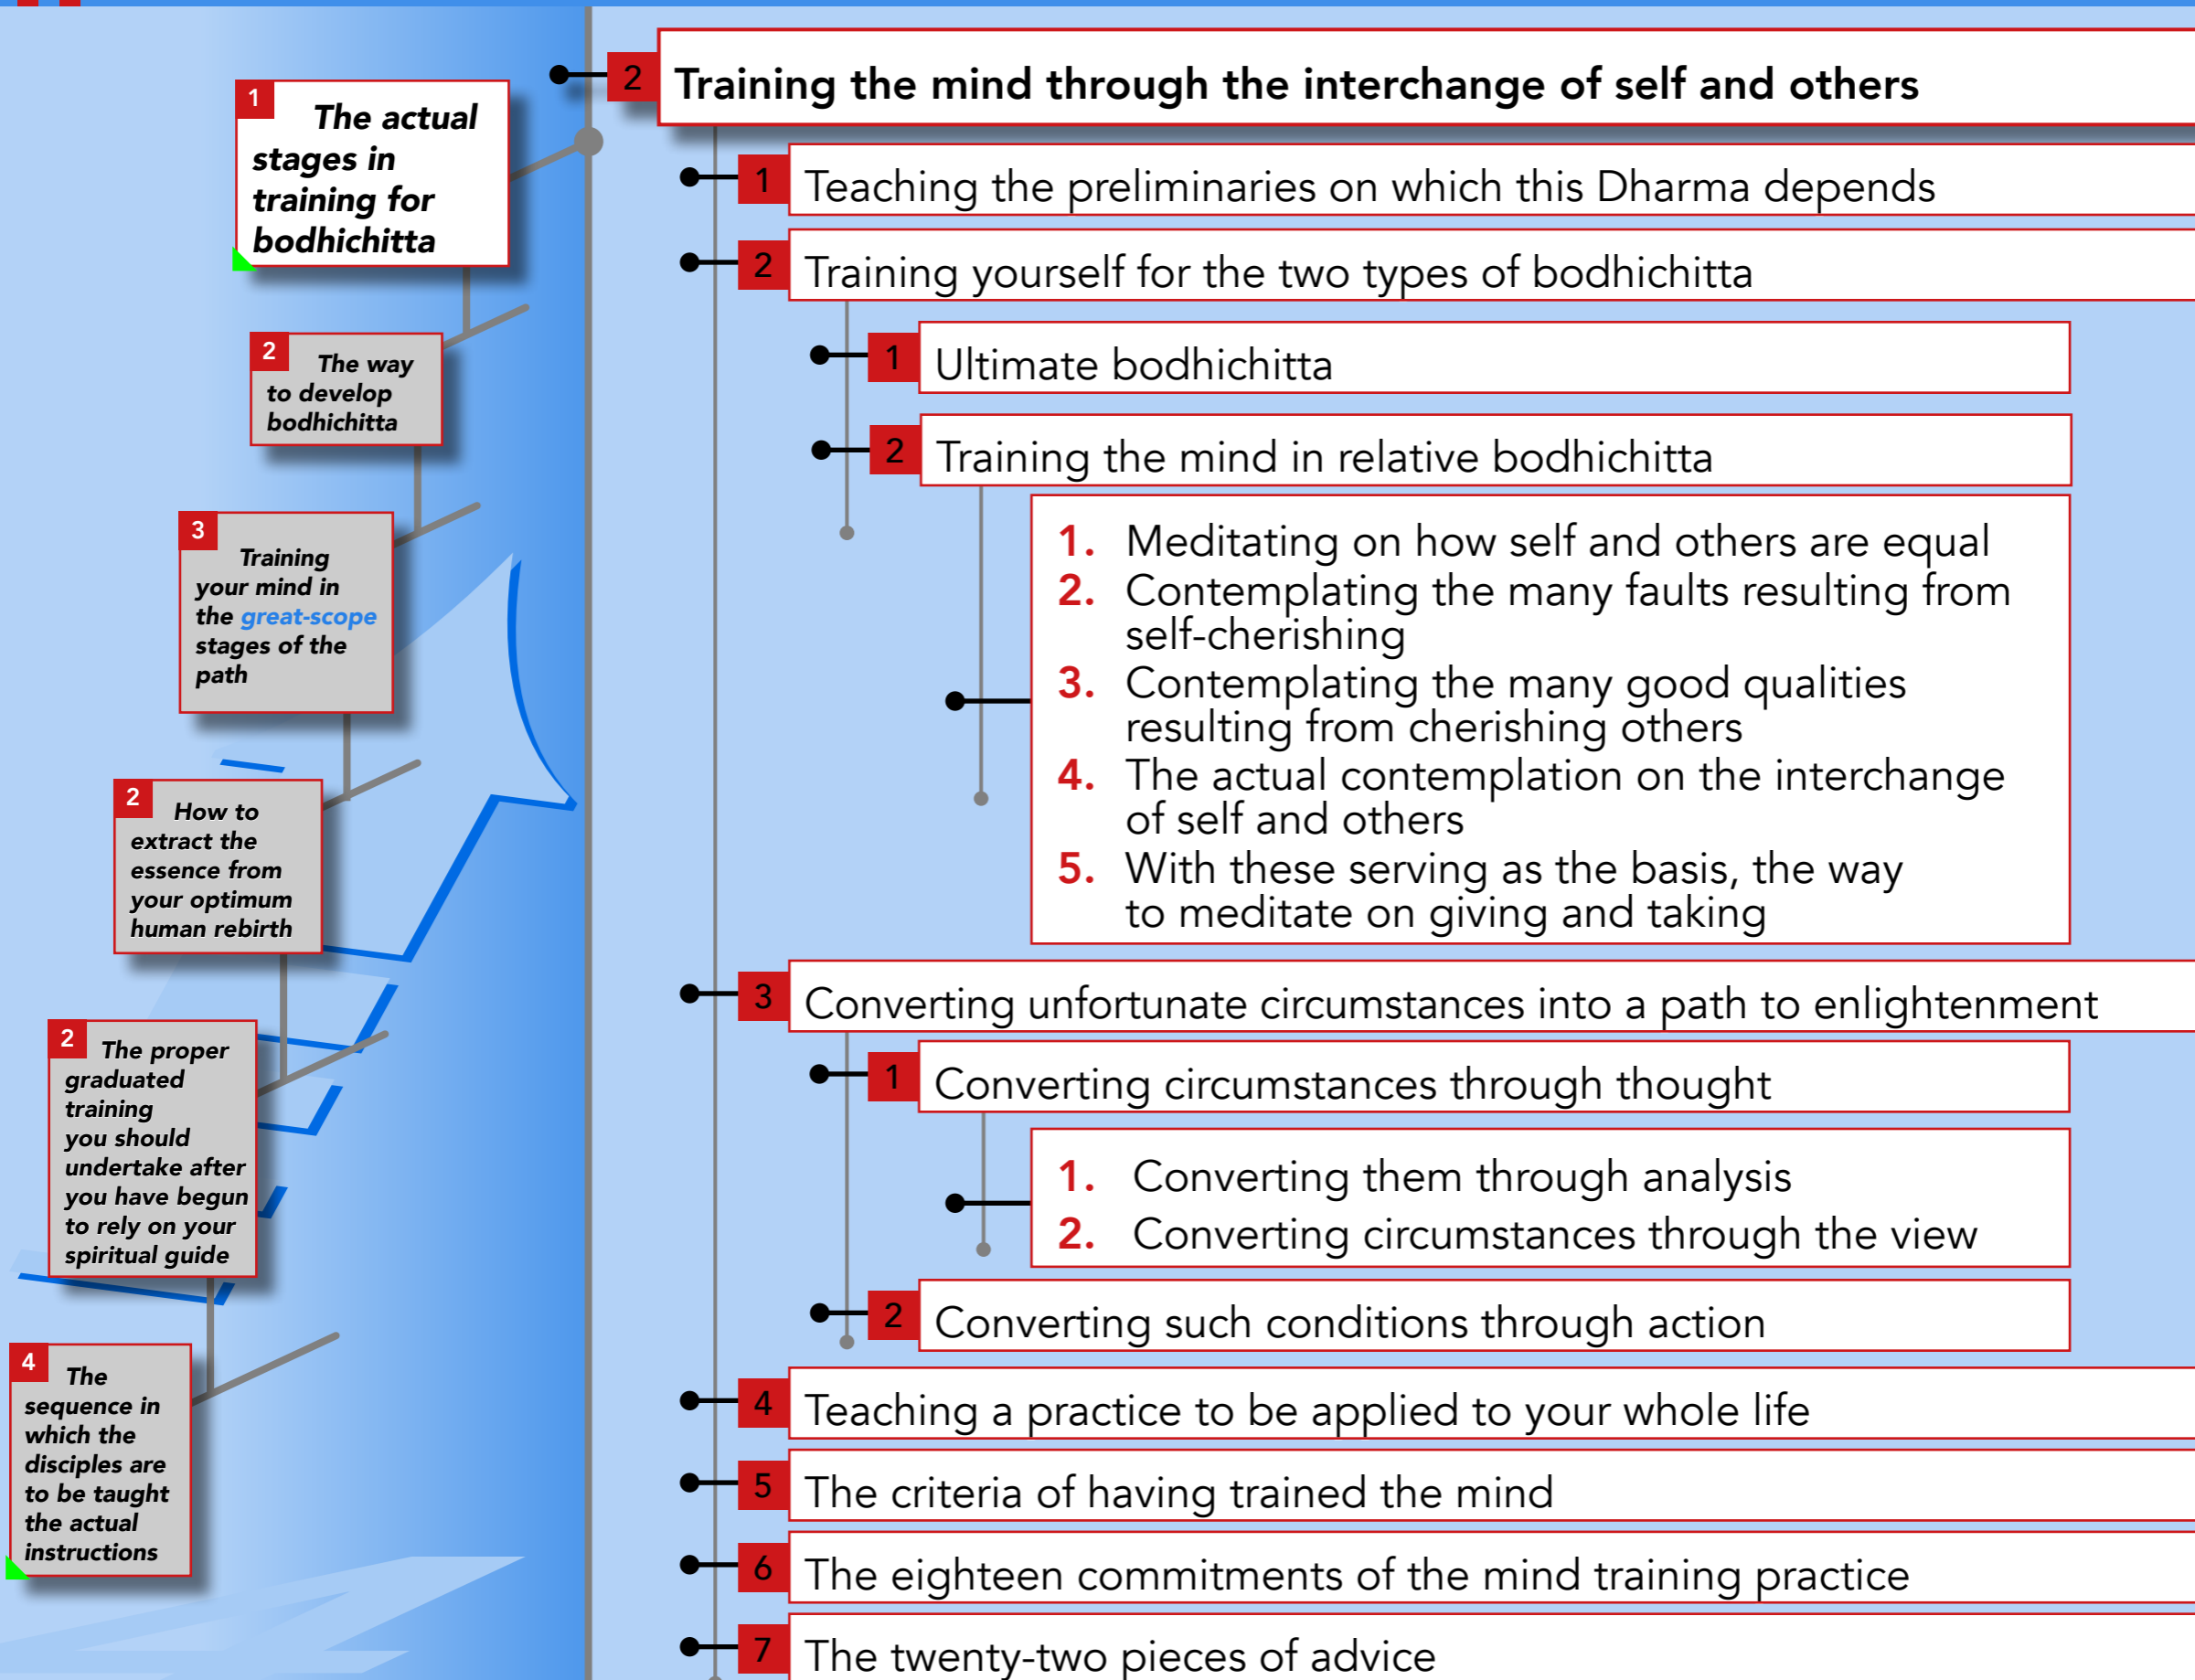 1
The actual
stages in
training for
bodhichitta
2
The way
to develop
bodhichitta
3
Training
your mind in
the great-scope
stages of the
path
2
How to
extract the
essence from
your optimum
human rebirth
2
The proper
graduated
training
you should
undertake after
you have begun
to rely on your
spiritual guide
4
The
sequence in
which the
disciples are
to be taught
the actual
instructions
2 Training the mind through the interchange of self and others
1 Teaching the preliminaries on which this Dharma depends
2 Training yourself for the two types of bodhichitta
1 Ultimate bodhichitta
2 Training the mind in relative bodhichitta
1. Meditating on how self and others are equal
2. Contemplating the many faults resulting from
self-cherishing
3. Contemplating the many good qualities
resulting from cherishing others
4. The actual contemplation on the interchange
of self and others
5. With these serving as the basis, the way
to meditate on giving and taking
3 Converting unfortunate circumstances into a path to enlightenment
1 Converting circumstances through thought
1. Converting them through analysis
2. Converting circumstances through the view
2 Converting such conditions through action
4 Teaching a practice to be applied to your whole life
5 The criteria of having trained the mind
6 The eighteen commitments of the mind training practice
7 The twenty-two pieces of advice